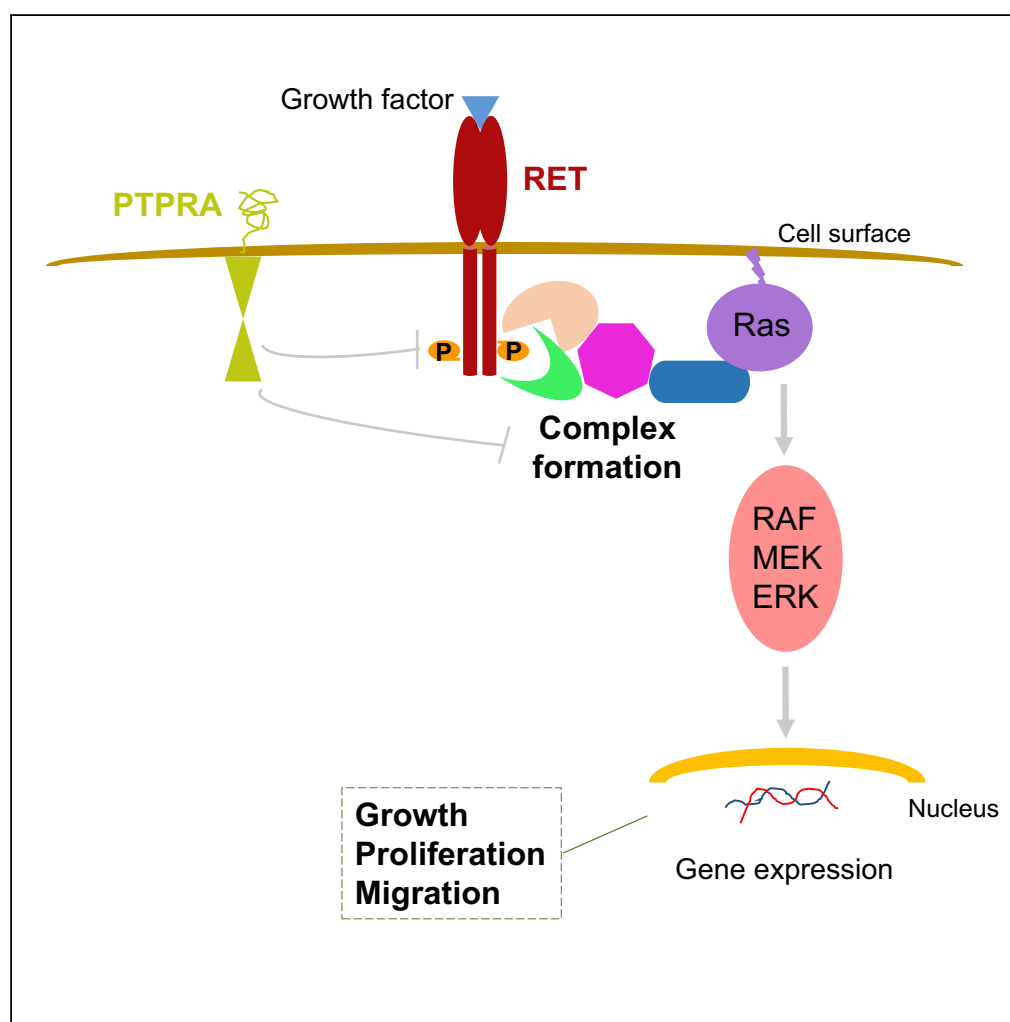 Growth factor
PTPRA
RET
Cell surface
Ras
P
P
Complex
formation
RAF
MEK
ERK
Growth
Proliferation
Migration
Nucleus
Gene expression